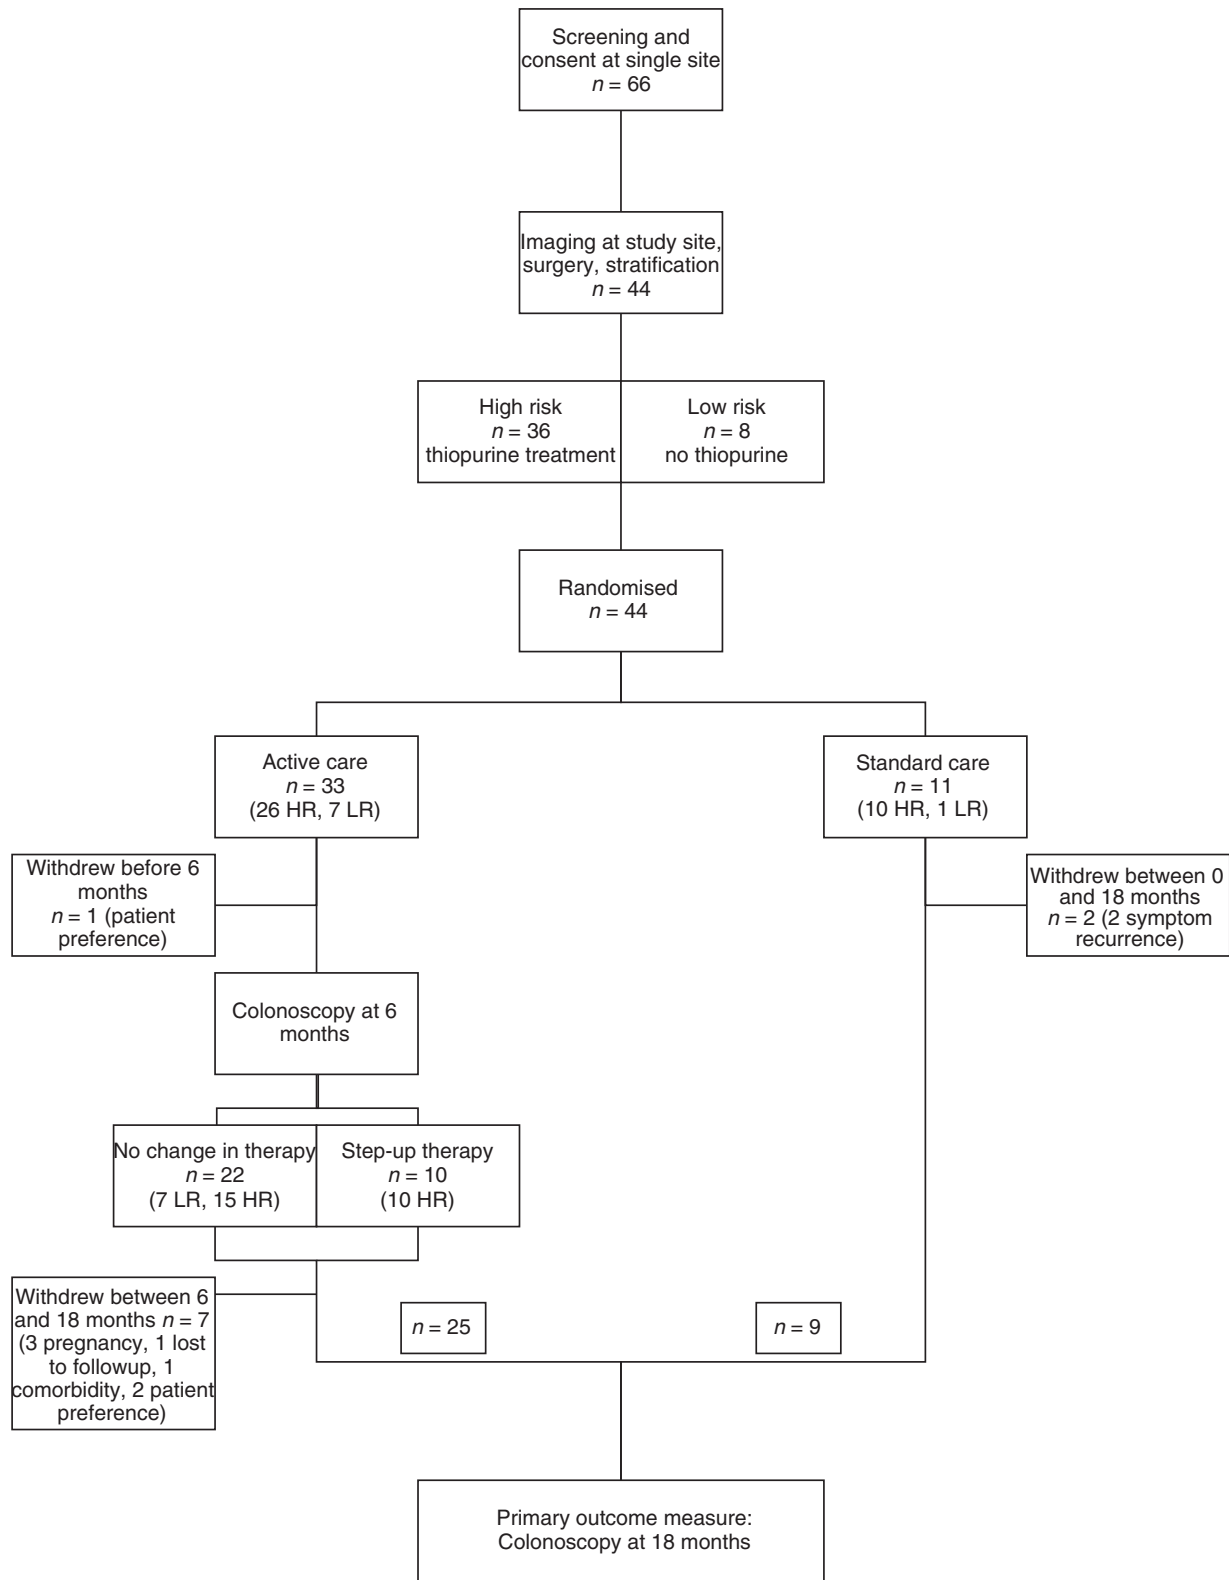 Screening and
consent at single site
n = 66
Imaging at study site,
surgery, stratification
n = 44
High risk
n = 36
thiopurine treatment
Low risk
n = 8
no thiopurine
Randomised
n = 44
Active care
n = 33
(26 HR, 7 LR)
Standard care
n = 11
(10 HR, 1 LR)
Withdrew before 6
months
n = 1 (patient
preference)
Withdrew between 0
and 18 months
n = 2 (2 symptom
recurrence)
Colonoscopy at 6
months
No change in therapy
n = 22
(7 LR, 15 HR)
Step-up therapy
n = 10
(10 HR)
Withdrew between 6
and 18 months n = 7
(3 pregnancy, 1 lost
to followup, 1
comorbidity, 2 patient
preference)
n = 25
n = 9
Primary outcome measure:
Colonoscopy at 18 months